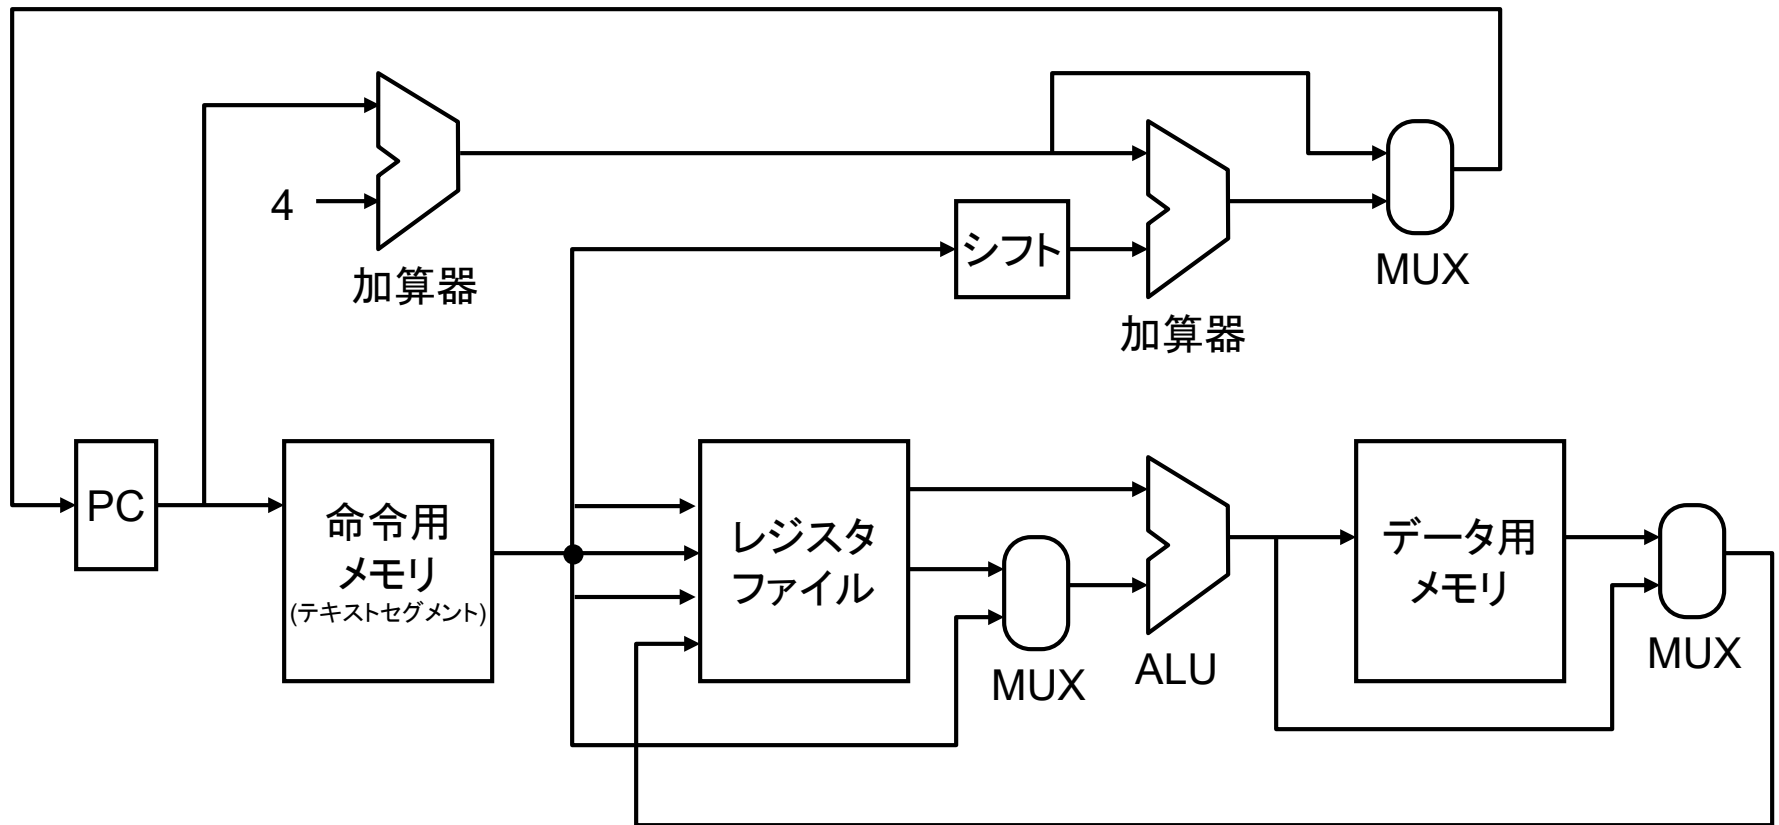 4
加算器
シフト
MUX
加算器
PC
命令用
メモリ
(テキストセグメント)
レジスタ
ファイル
MUX
ALU
データ用
メモリ
MUX